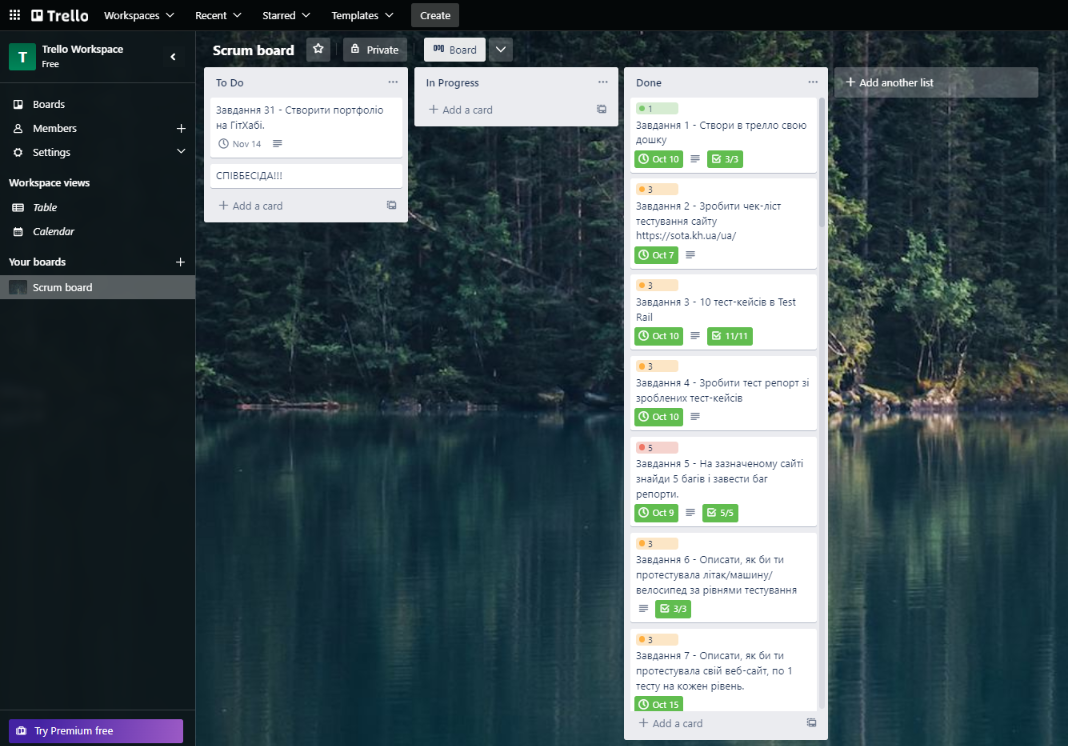 Trello
Workspaces
Recent
Starred
Templates
Create
T
Trello Workspace
Free
Boards
Members
Settings
Workspace views
Table
Calendar
Your boards
Scrum board
Try Premium free
Scrum board
Private
Board
To Do
Завдання 31 - Створити портфоліо
на ГітХабі.
Nov 14
СПІВБЕСІДА!!!
Add a card
In Progress
Add a card
Done
1
Завдання 1 - Створи в трелло свою
дошку
Oct 10
3/3
3
Завдання 2 - Зробити чек-ліст
тестування сайту
https://sota.kh.ua/ua/
Oct 7
3
Завдання 3 - 10 тест-кейсів в Test
Rail
Oct 10
11/11
3
Завдання 4 - Зробити тест репорт зі
зроблених тест-кейсів
Oct 10
5
Завдання 5 - На зазначеному сайті
знайди 5 багів і завести баг
репорти.
Oct 9
5/5
3
Завдання 6 - Описати, як би ти
протестувала літак/машину/
велосипед за рівнями тестування
3/3
3
Завдання 7 - Описати, як би ти
протестувала свій веб-сайт, по 1
тесту на кожен рівень.
Oct 15
Add a card
Add another list